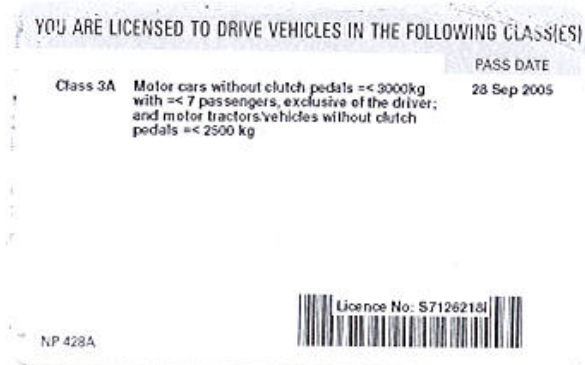 YOU ARE LICENSED TO DRIVE VEHICLES IN THE FOLLOWING CLASS(ES)
PASS DATE
Class 3A Motor cars without clutch pedals =< 3000kg 28 Sep 2005
with =< 7 passengers, exclusive of the driver;
and motor tractors/vehicles without clutch
pedals =< 2500 kg
Licence No: S7126218I
NP 428A